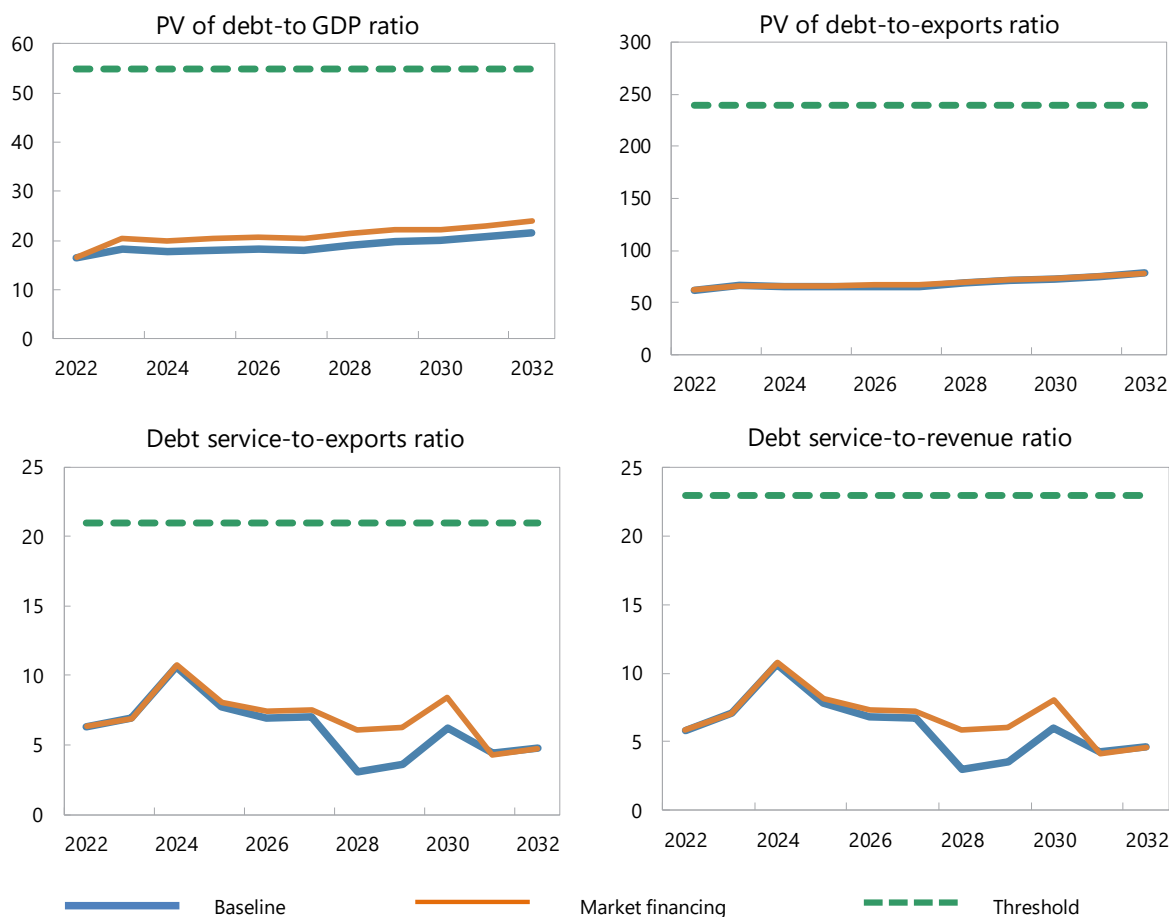 PV of debt-to GDP ratio
60
50
40
30
20
10
0
2022 2024 2026 2028 2030 2032
PV of debt-to-exports ratio
300
250
200
150
100
50
0
2022 2024 2026 2028 2030 2032
Debt service-to-exports ratio
25
20
15
10
5
0
2022 2024 2026 2028 2030 2032
Debt service-to-revenue ratio
25
20
15
10
5
0
2022 2024 2026 2028 2030 2032
Baseline Market financing Threshold